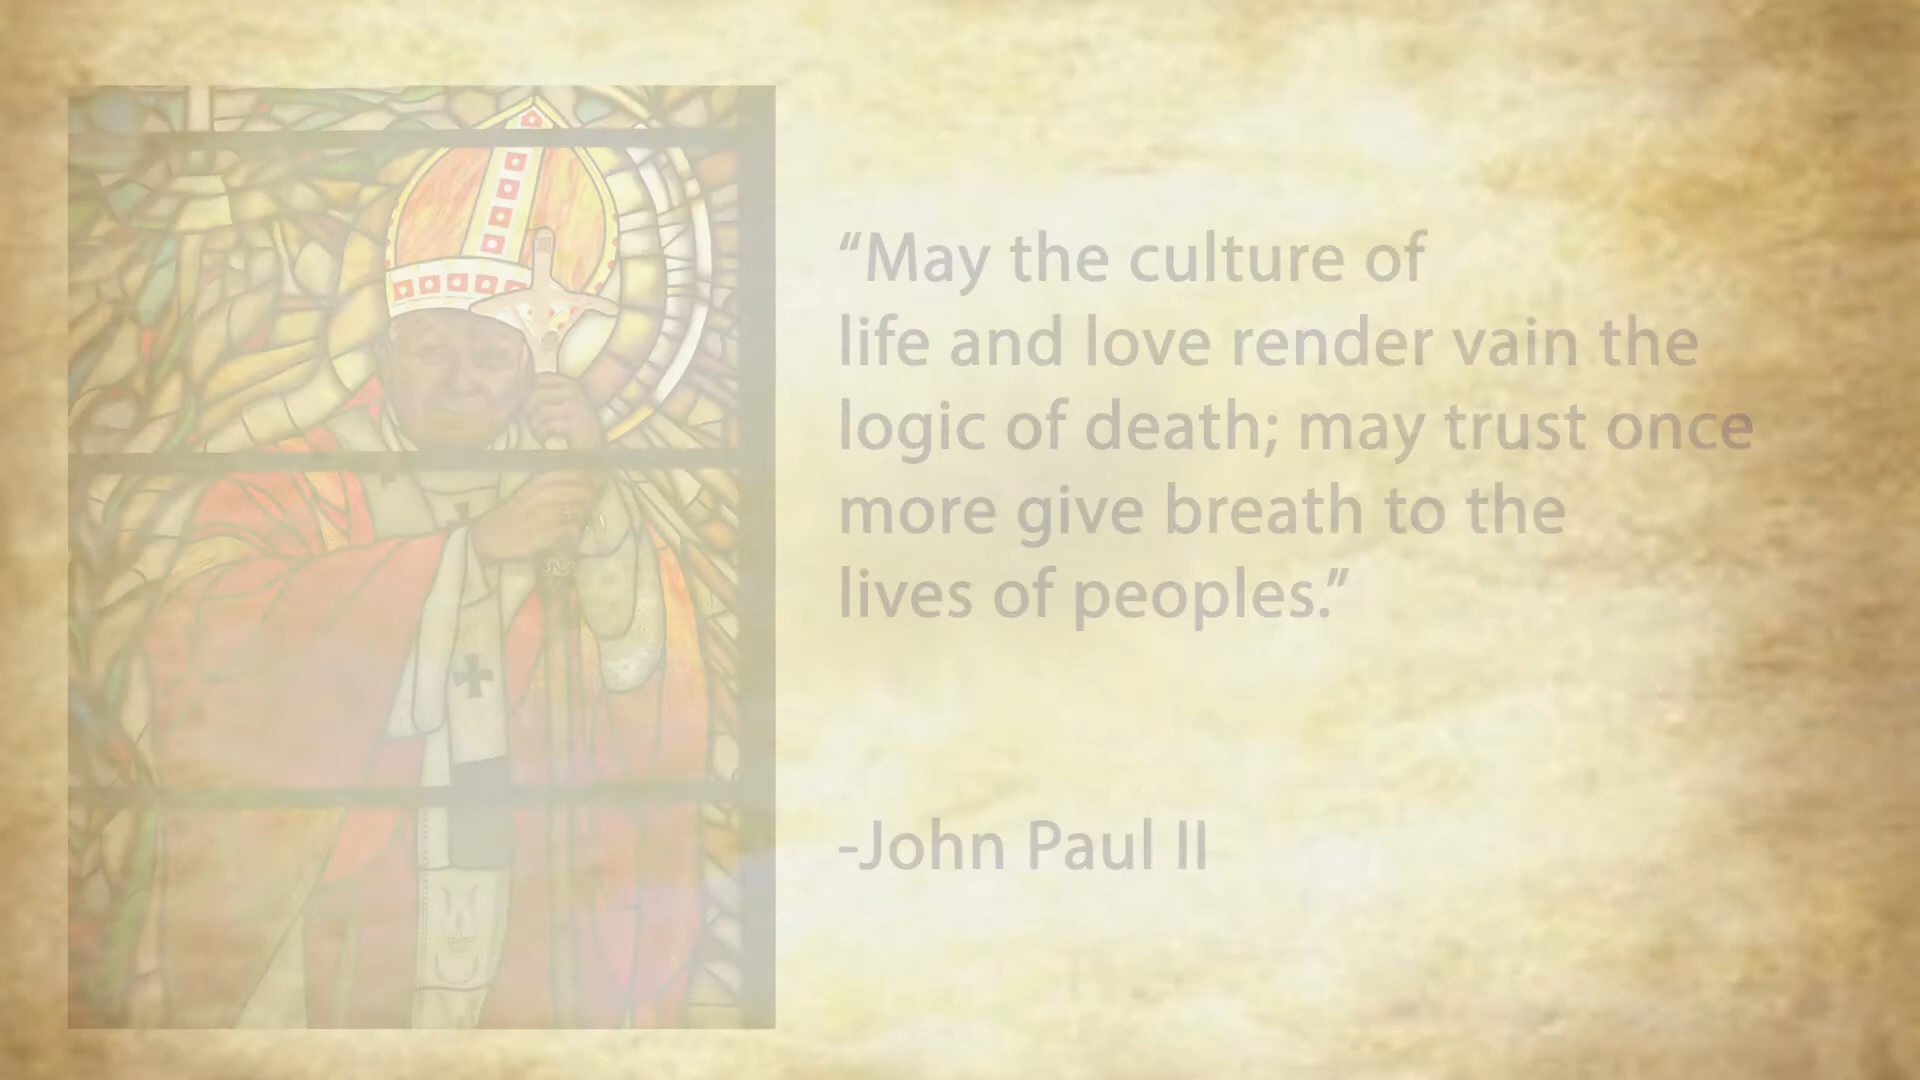 “May the culture of
life and love render vain the
logic of death; may trust once
more give breath to the
lives of peoples.”
-John Paul II